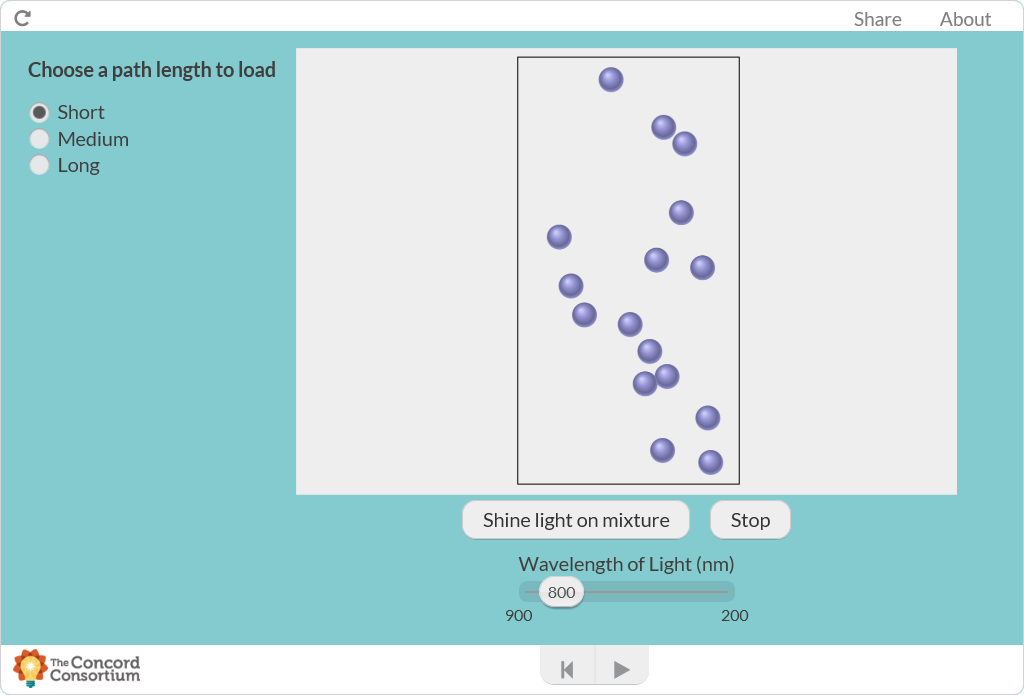 Share About
Choose a path length to load
Short
Medium
Long
Shine light on mixture Stop
Wavelength of Light (nm)
800
900 200
The Concord
Consortium